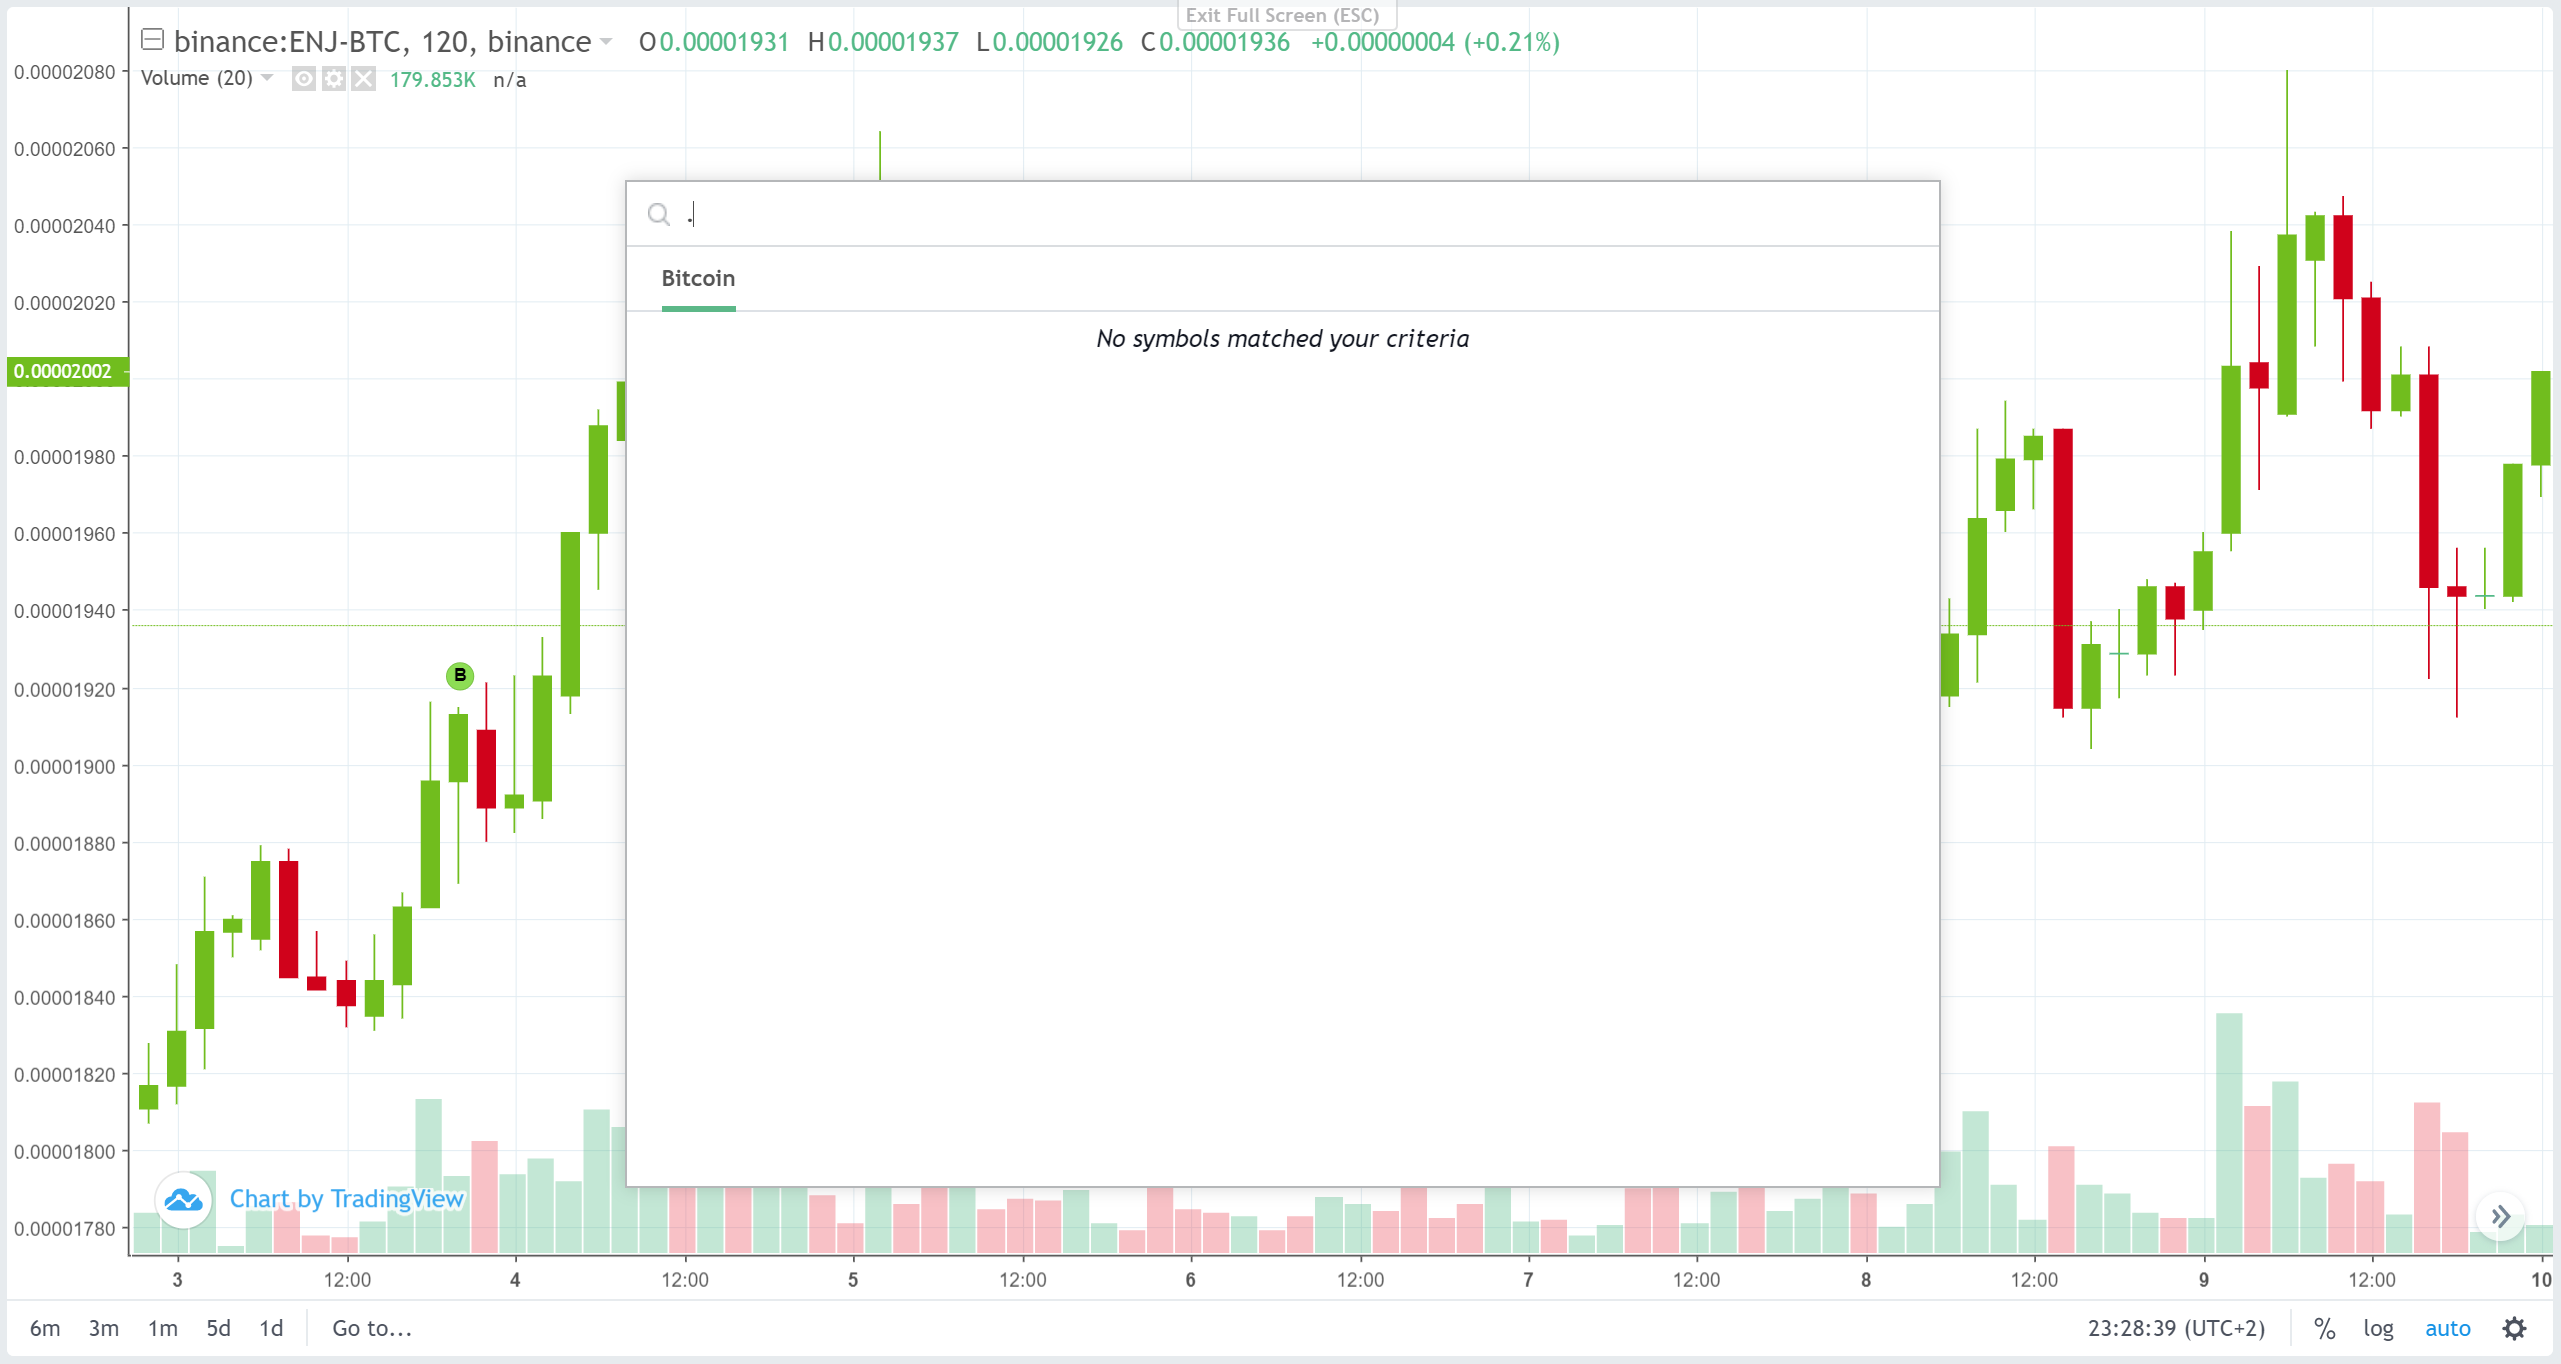 Exit Full Screen (ESC)
binance:ENJ-BTC, 120, binance O0.00001931 H0.00001937 L0.00001926 C0.00001936 +0.00000004 (+0.21%)
Volume (20) 179.853K n/a
0.00002080
0.00002060
0.00002040
0.00002020
0.00002002
0.00001980
0.00001960
0.00001940
0.00001920
0.00001900
0.00001880
0.00001860
0.00001840
0.00001820
0.00001800
0.00001780
.
Bitcoin
No symbols matched your criteria
B
Chart by TradingView
3 12:00 4 12:00 5 12:00 6 12:00 7 12:00 8 12:00 9 12:00 10
6m 3m 1m 5d 1d Go to... 23:28:39 (UTC+2) % log auto